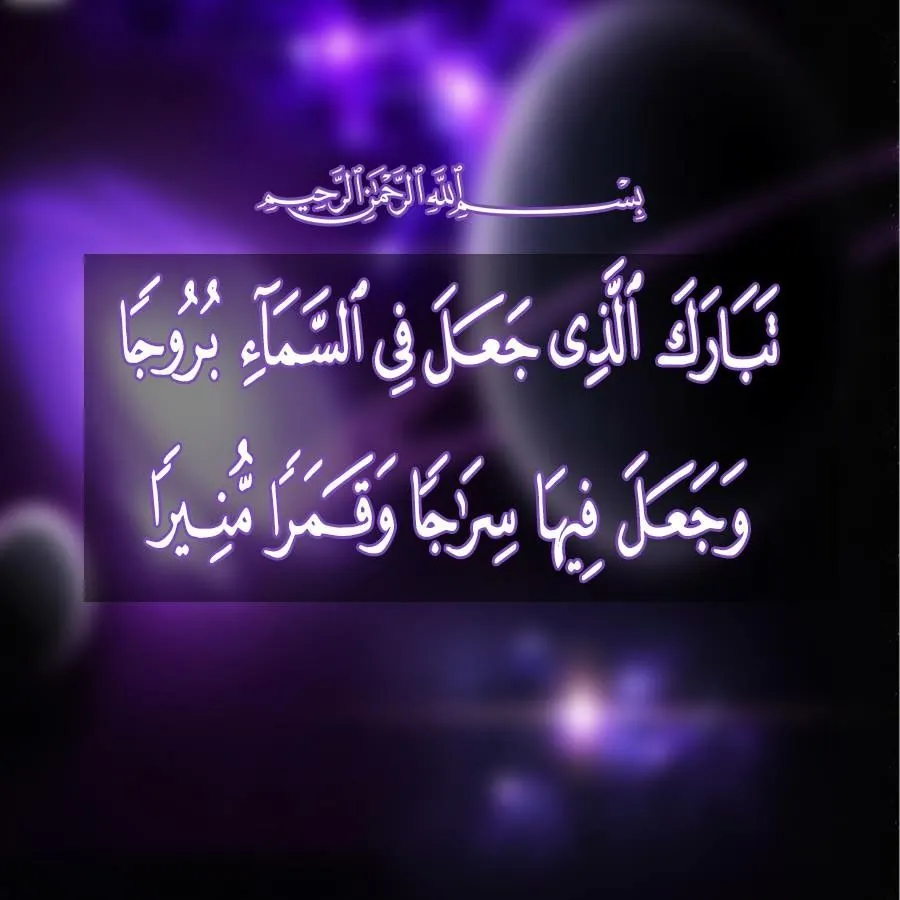 بِسْمِ ٱللَّهِ ٱلرَّحْمَٰنِ ٱلرَّحِيمِ
تَبَارَكَ ٱلَّذِى جَعَلَ فِى ٱلسَّمَآءِ بُرُوجًا
وَجَعَلَ فِيهَا سِرَٰجًا وَقَمَرًا مُّنِيرًا